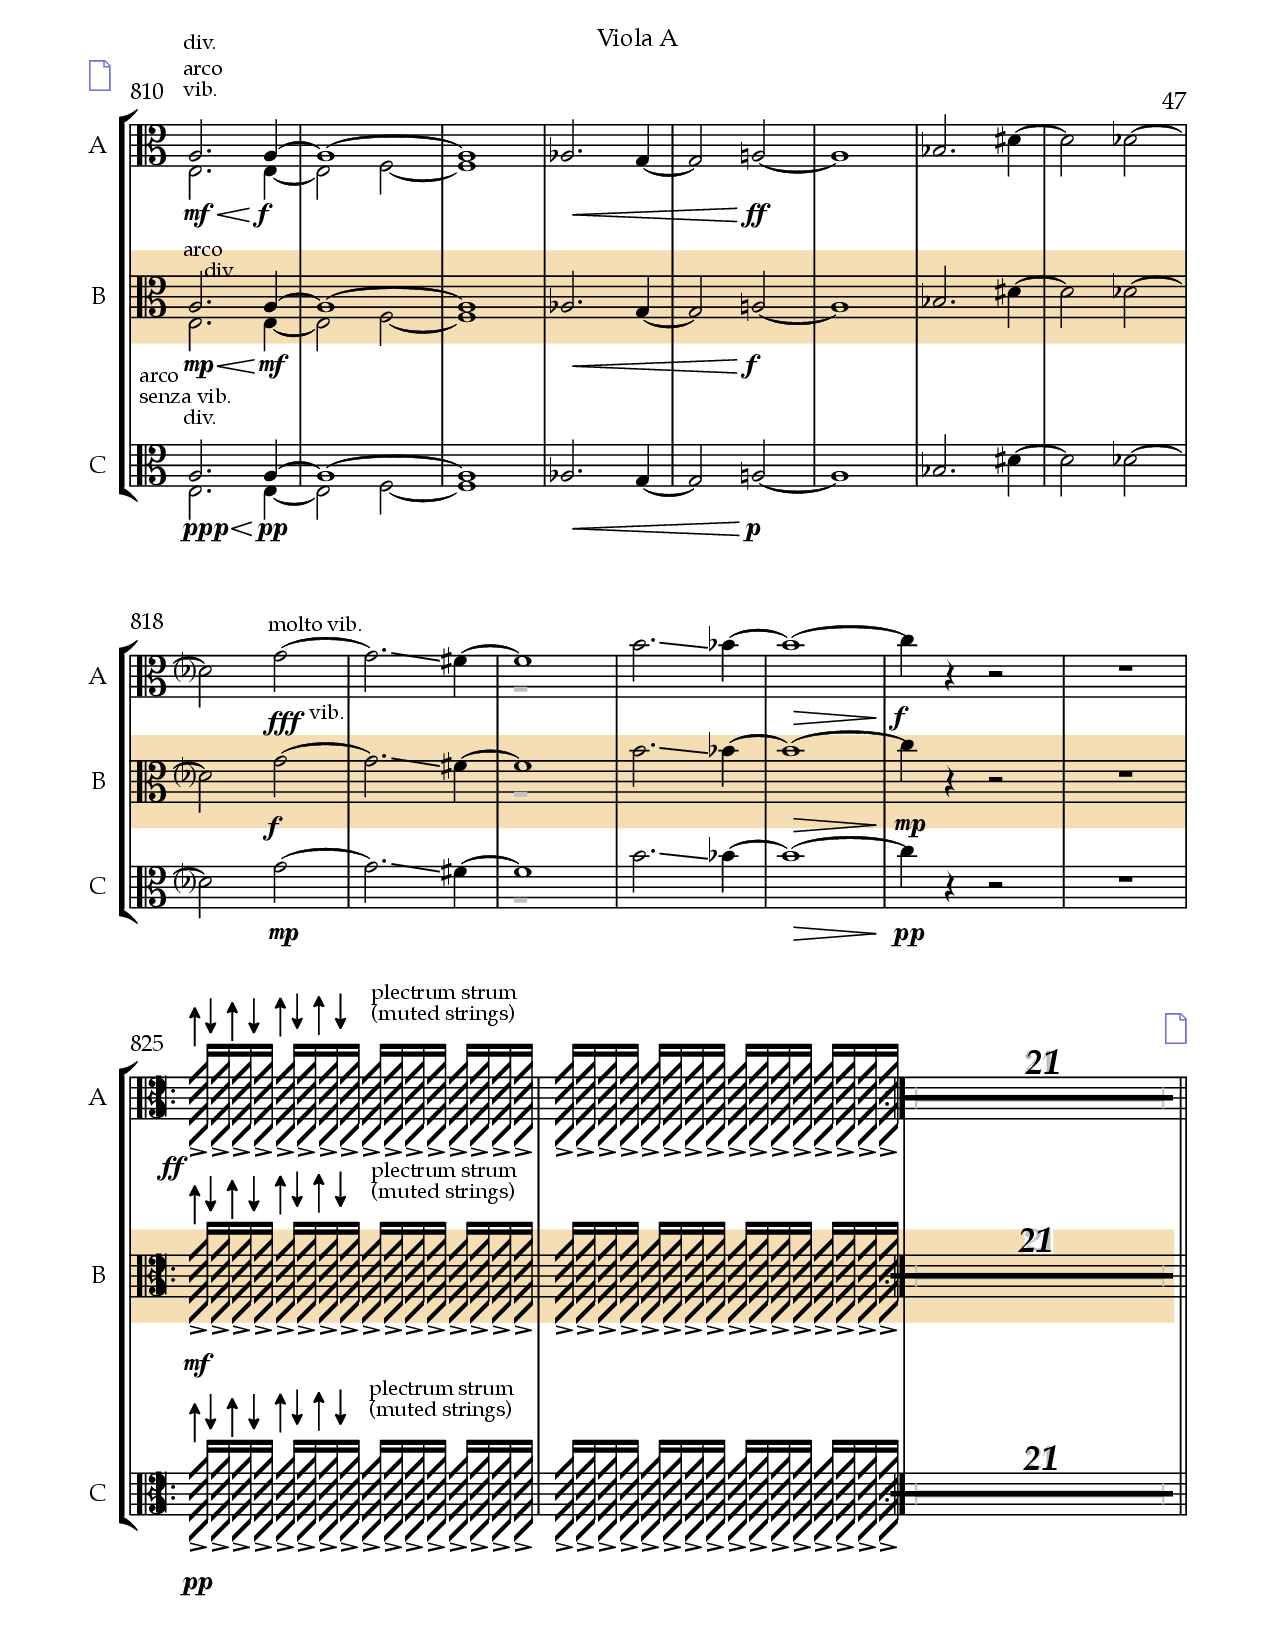 Viola A
div.
arco
vib.
810
47
A
mf f ff
arco
div.
B
mp mf f
arco
senza vib.
div.
C
ppp pp p
818
molto vib.
A
fff vib. f
B
f mp
C
mp pp
plectrum strum
(muted strings)
825
21
A
ff
plectrum strum
(muted strings)
21
B
mf
plectrum strum
(muted strings)
21
C
pp